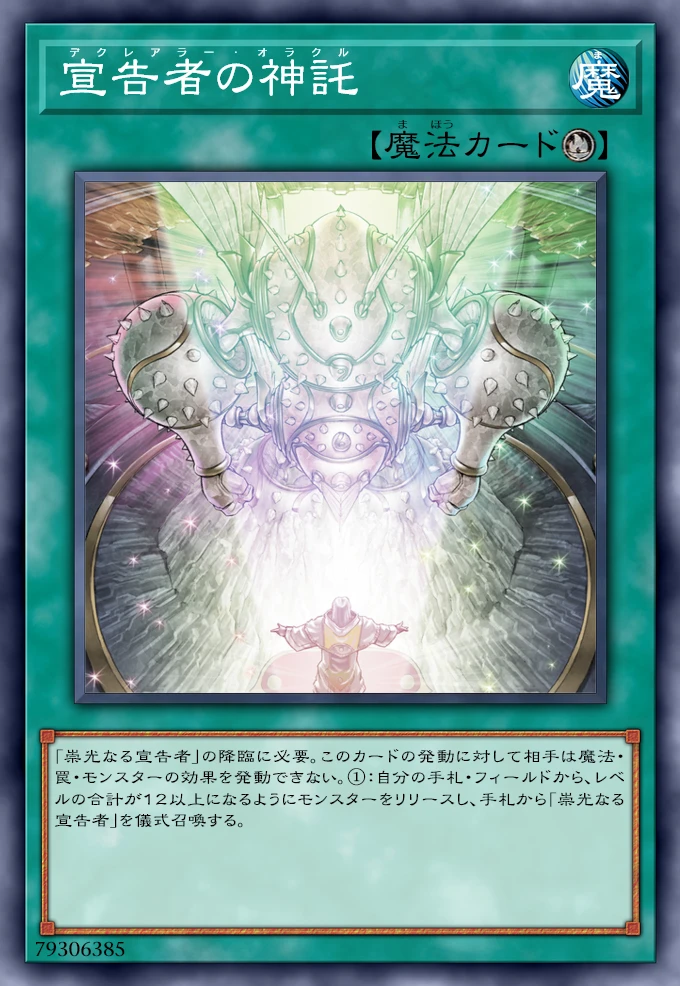 デクレアラー・オラクル
宣告者の神託
ま
魔
ま ほう
【魔法カード】
「崇光なる宣告者」の降臨に必要。このカードの発動に対して相手は魔法・
罠・モンスターの効果を発動できない。①：自分の手札・フィールドから、レベ
ルの合計が12以上になるようにモンスターをリリースし、手札から「崇光なる
宣告者」を儀式召喚する。
79306385